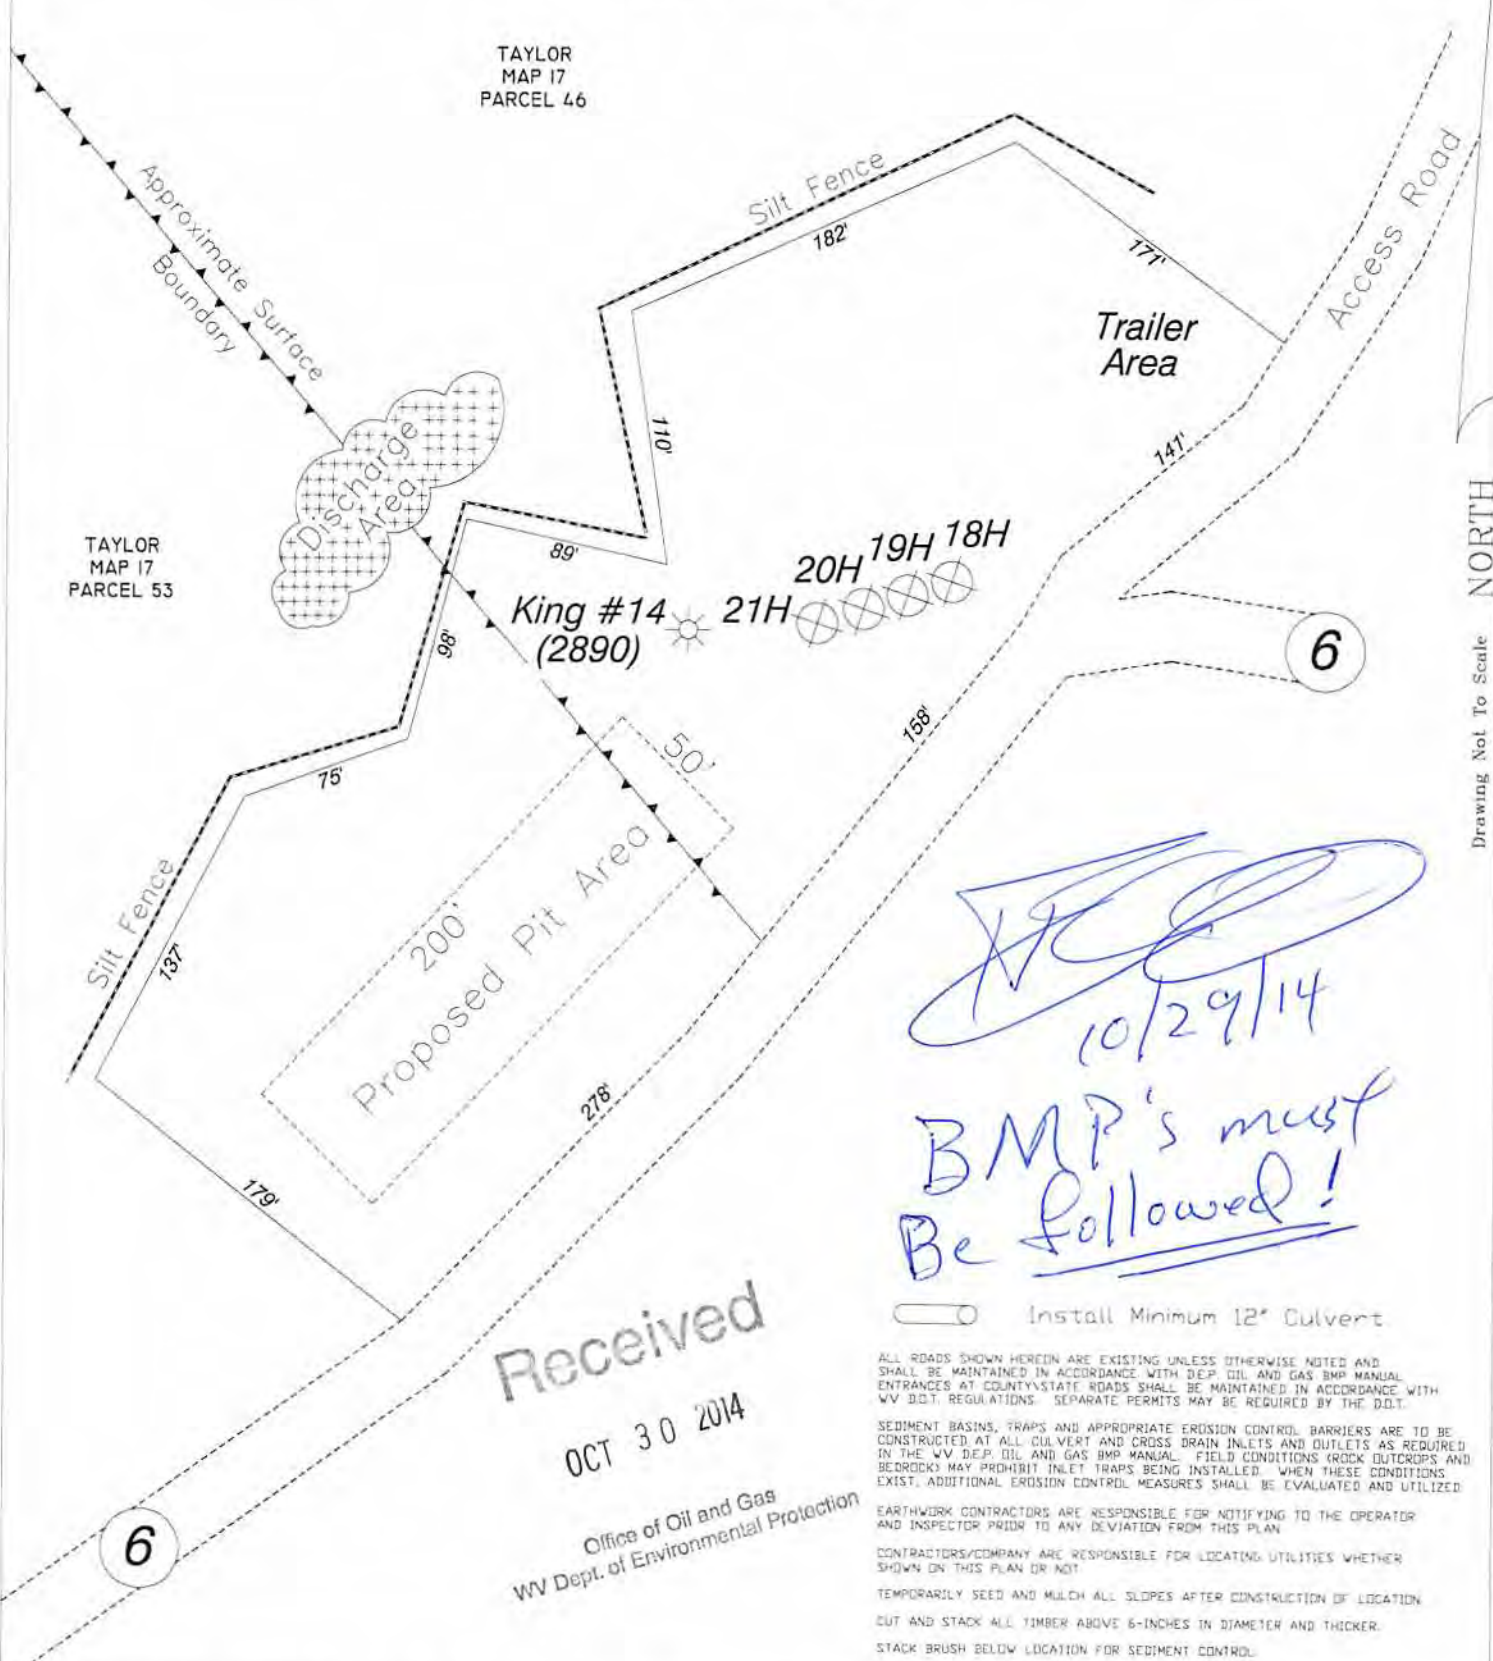 TAYLOR
MAP 17
PARCEL 46
Approximate Surface
Boundary
Silt Fence
182'
171'
Access Road
Trailer
Area
110'
141'
Discharge
Area
NORTH
TAYLOR
MAP 17
PARCEL 53
89'
20H 19H 18H
King #14
(2890)
21H
98'
6
Drawing Not To Scale
158'
50'
75'
Silt Fence
137'
200'
Proposed Pit Area
10/29/14
278'
BMP's must
Be followed!
179'
Received
OCT 30 2014
Office of Oil and Gas
WV Dept. of Environmental Protection
6
Install Minimum 12" Culvert
ALL ROADS SHOWN HEREON ARE EXISTING UNLESS OTHERWISE NOTED AND
SHALL BE MAINTAINED IN ACCORDANCE WITH D.E.P. OIL AND GAS BMP MANUAL
ENTRANCES AT COUNTY\STATE ROADS SHALL BE MAINTAINED IN ACCORDANCE WITH
WV D.O.T. REGULATIONS. SEPARATE PERMITS MAY BE REQUIRED BY THE D.O.T.
SEDIMENT BASINS, TRAPS AND APPROPRIATE EROSION CONTROL BARRIERS ARE TO BE
CONSTRUCTED AT ALL CULVERT AND CROSS DRAIN INLETS AND OUTLETS AS REQUIRED
IN THE WV D.E.P. OIL AND GAS BMP MANUAL. FIELD CONDITIONS (ROCK OUTCROPS AND
BEDROCK) MAY PROHIBIT INLET TRAPS BEING INSTALLED. WHEN THESE CONDITIONS
EXIST, ADDITIONAL EROSION CONTROL MEASURES SHALL BE EVALUATED AND UTILIZED
EARTHWORK CONTRACTORS ARE RESPONSIBLE FOR NOTIFYING TO THE OPERATOR
AND INSPECTOR PRIOR TO ANY DEVIATION FROM THIS PLAN
CONTRACTORS/COMPANY ARE RESPONSIBLE FOR LOCATING UTILITIES WHETHER
SHOWN ON THIS PLAN OR NOT
TEMPORARILY SEED AND MULCH ALL SLOPES AFTER CONSTRUCTION OF LOCATION
CUT AND STACK ALL TIMBER ABOVE 6-INCHES IN DIAMETER AND THICKER.
STACK BRUSH BELOW LOCATION FOR SEDIMENT CONTROL